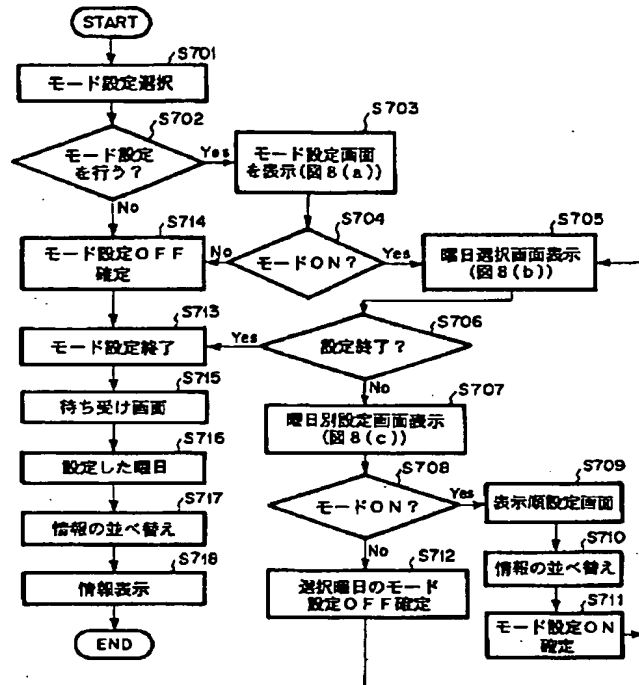 START
S701
モード設定選択
S702
モード設定
を行う？
Yes
No
S703
モード設定画面
を表示(図8(a))
S704
モードON？
No
Yes
S705
曜日選択画面表示
(図8(b))
S714
モード設定OFF
確定
S706
設定終了？
Yes
No
S713
モード設定終了
S715
待ち受け画面
S716
設定した曜日
S717
情報の並べ替え
S718
情報表示
END
S707
曜日別設定画面表示
(図8(c))
S708
モードON？
Yes
No
S709
表示順設定画面
S710
情報の並べ替え
S711
モード設定ON
確定
S712
選択曜日のモード
設定OFF確定